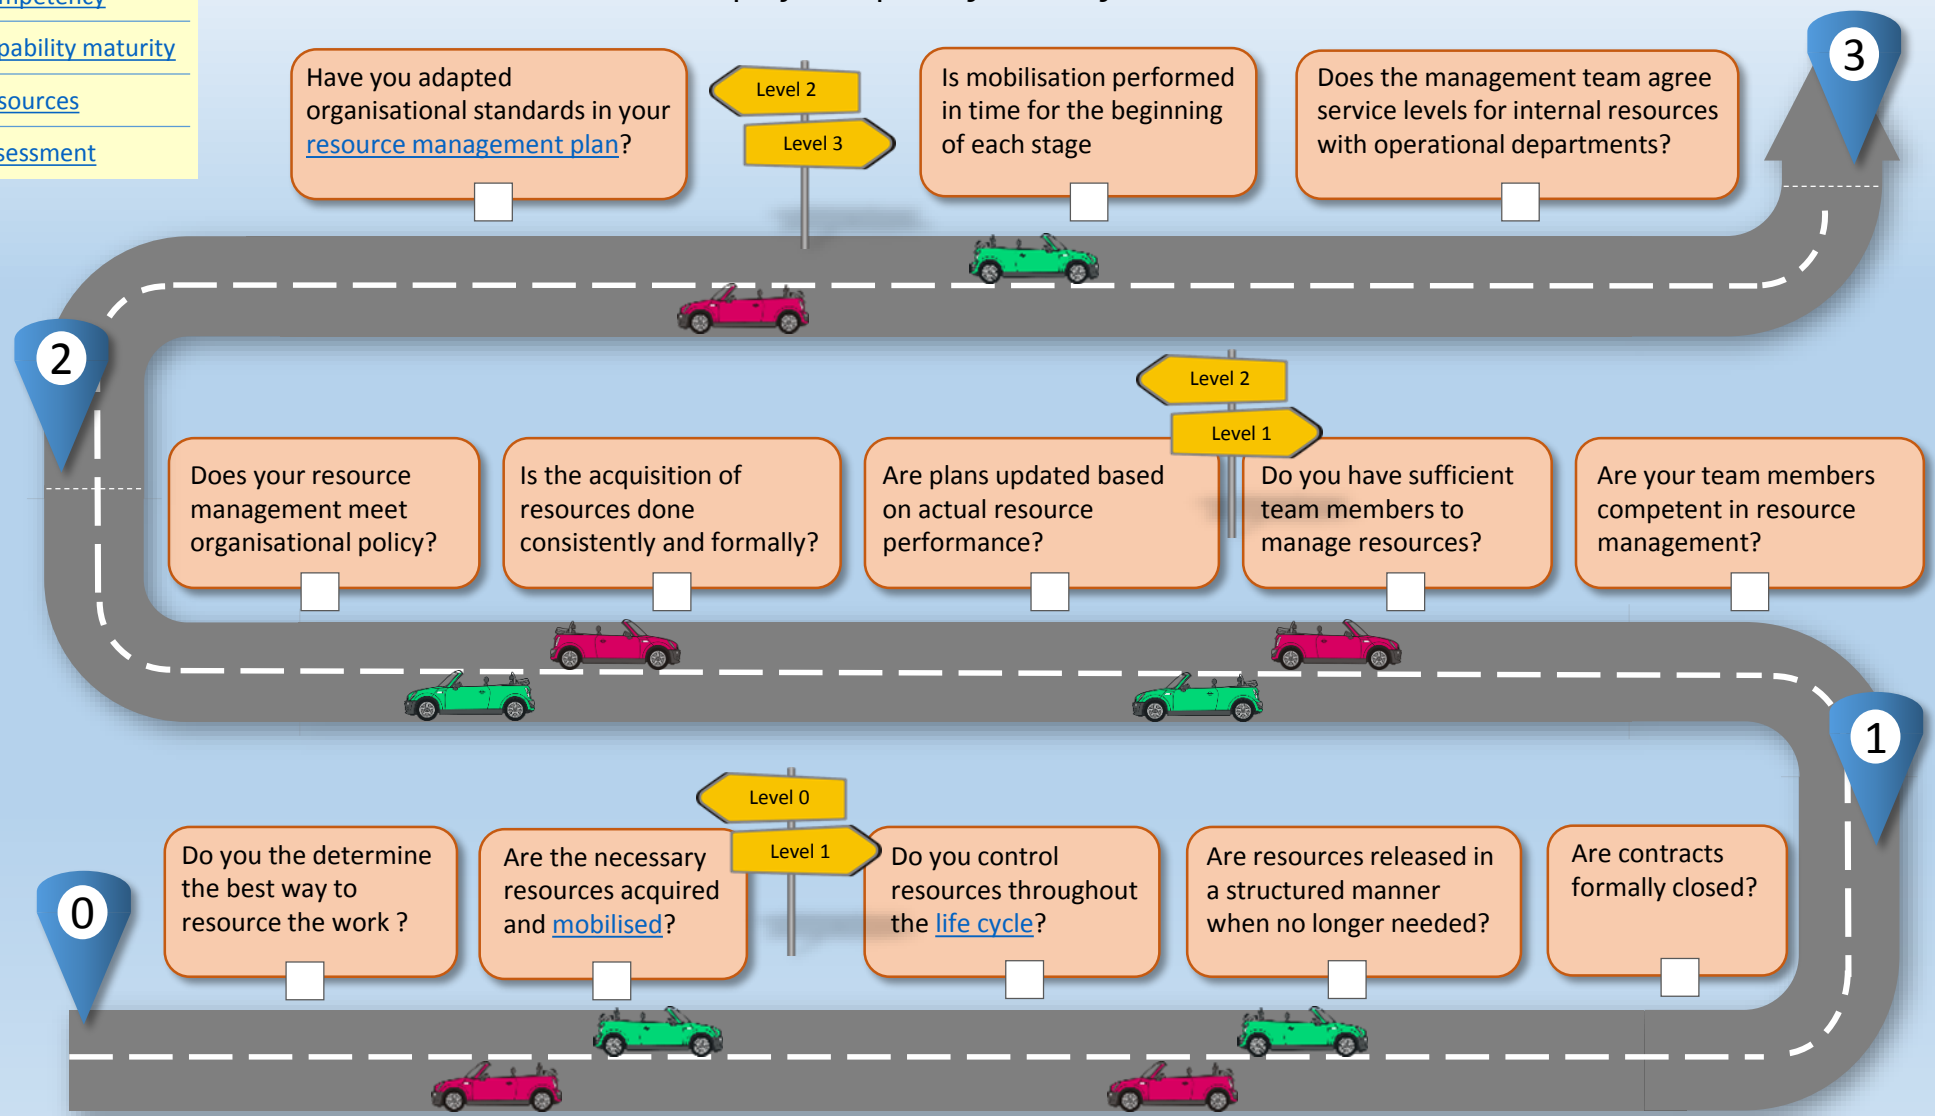 Have you adapted
organisational standards in your
resource management plan?
Level 2
Level 3
Is mobilisation performed
in time for the beginning
of each stage
Does the management team agree
service levels for internal resources
with operational departments?
3
maturity
2
Level 2
Level 1
Does your resource
management meet
organisational policy?
Is the acquisition of
resources done
consistently and formally?
Are plans updated based
on actual resource
performance?
Do you have sufficient
team members to
manage resources?
Are your team members
competent in resource
management?
1
Level 0
Level 1
0
Do you the determine
the best way to
resource the work ?
Are the necessary
resources acquired
and mobilised?
Do you control
resources throughout
the life cycle?
Are resources released in
a structured manner
when no longer needed?
Are contracts
formally closed?